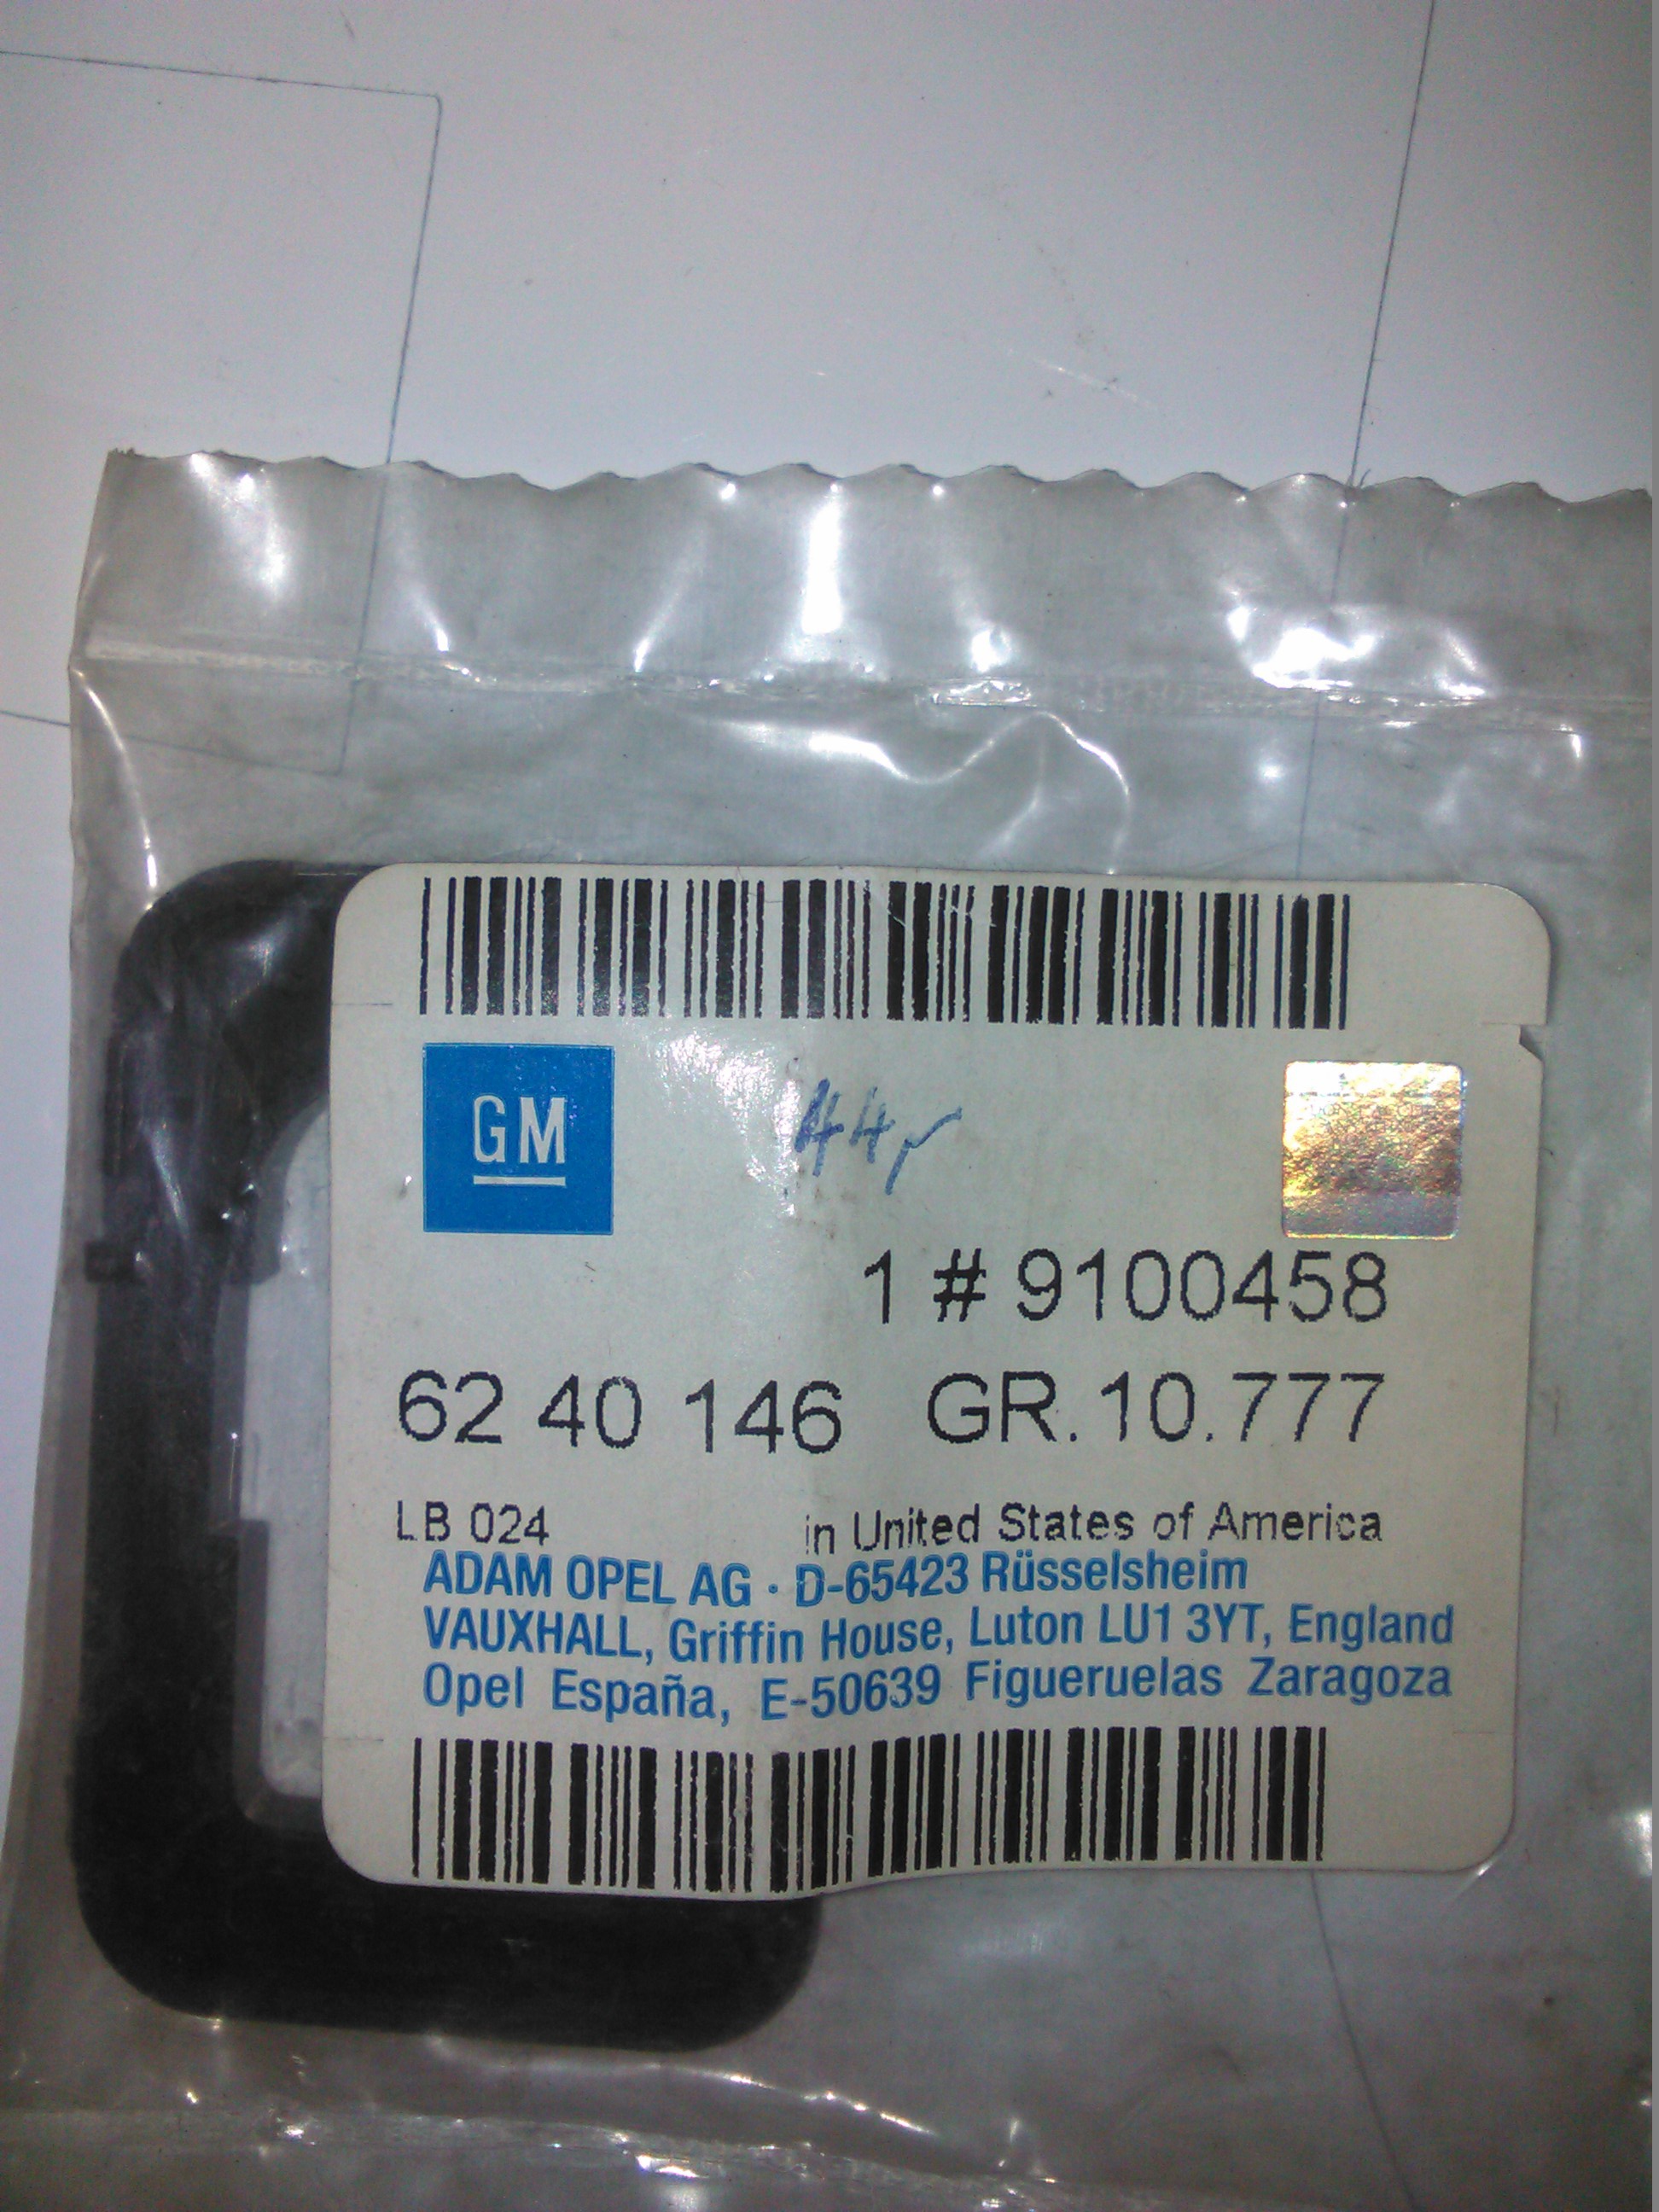 GM
44р
1 # 9100458
62 40 146 GR. 10.777
LB 024 in United States of America
ADAM OPEL AG · D-65423 Rüsselsheim
VAUXHALL, Griffin House, Luton LU1 3YT, England
Opel España, E-50639 Figueruelas Zaragoza